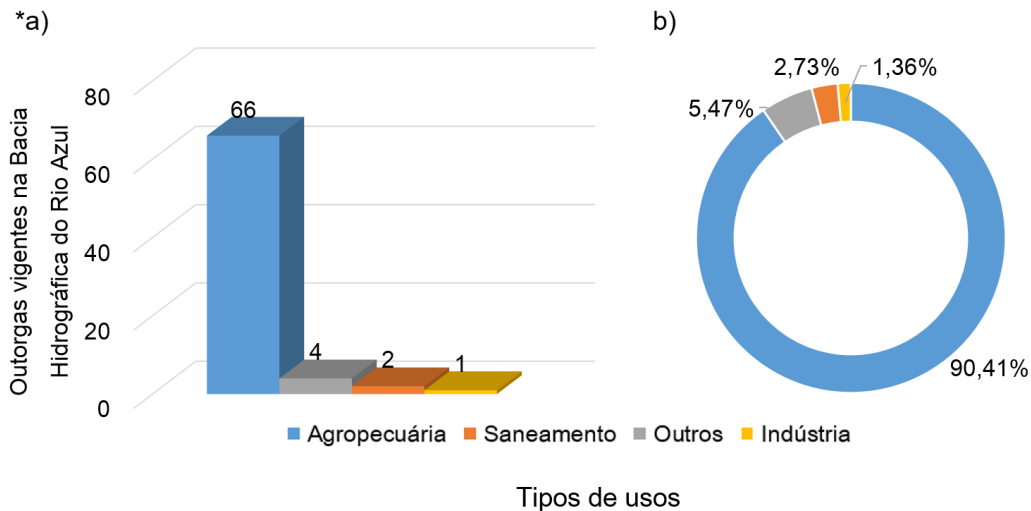 *a)
b)
Outorgas vigentes na Bacia
Hidrográfica do Rio Azul
80
60
40
20
0
66
4
2
1
2,73%
1,36%
5,47%
90,41%
Agropecuária Saneamento Outros Indústria
Tipos de usos